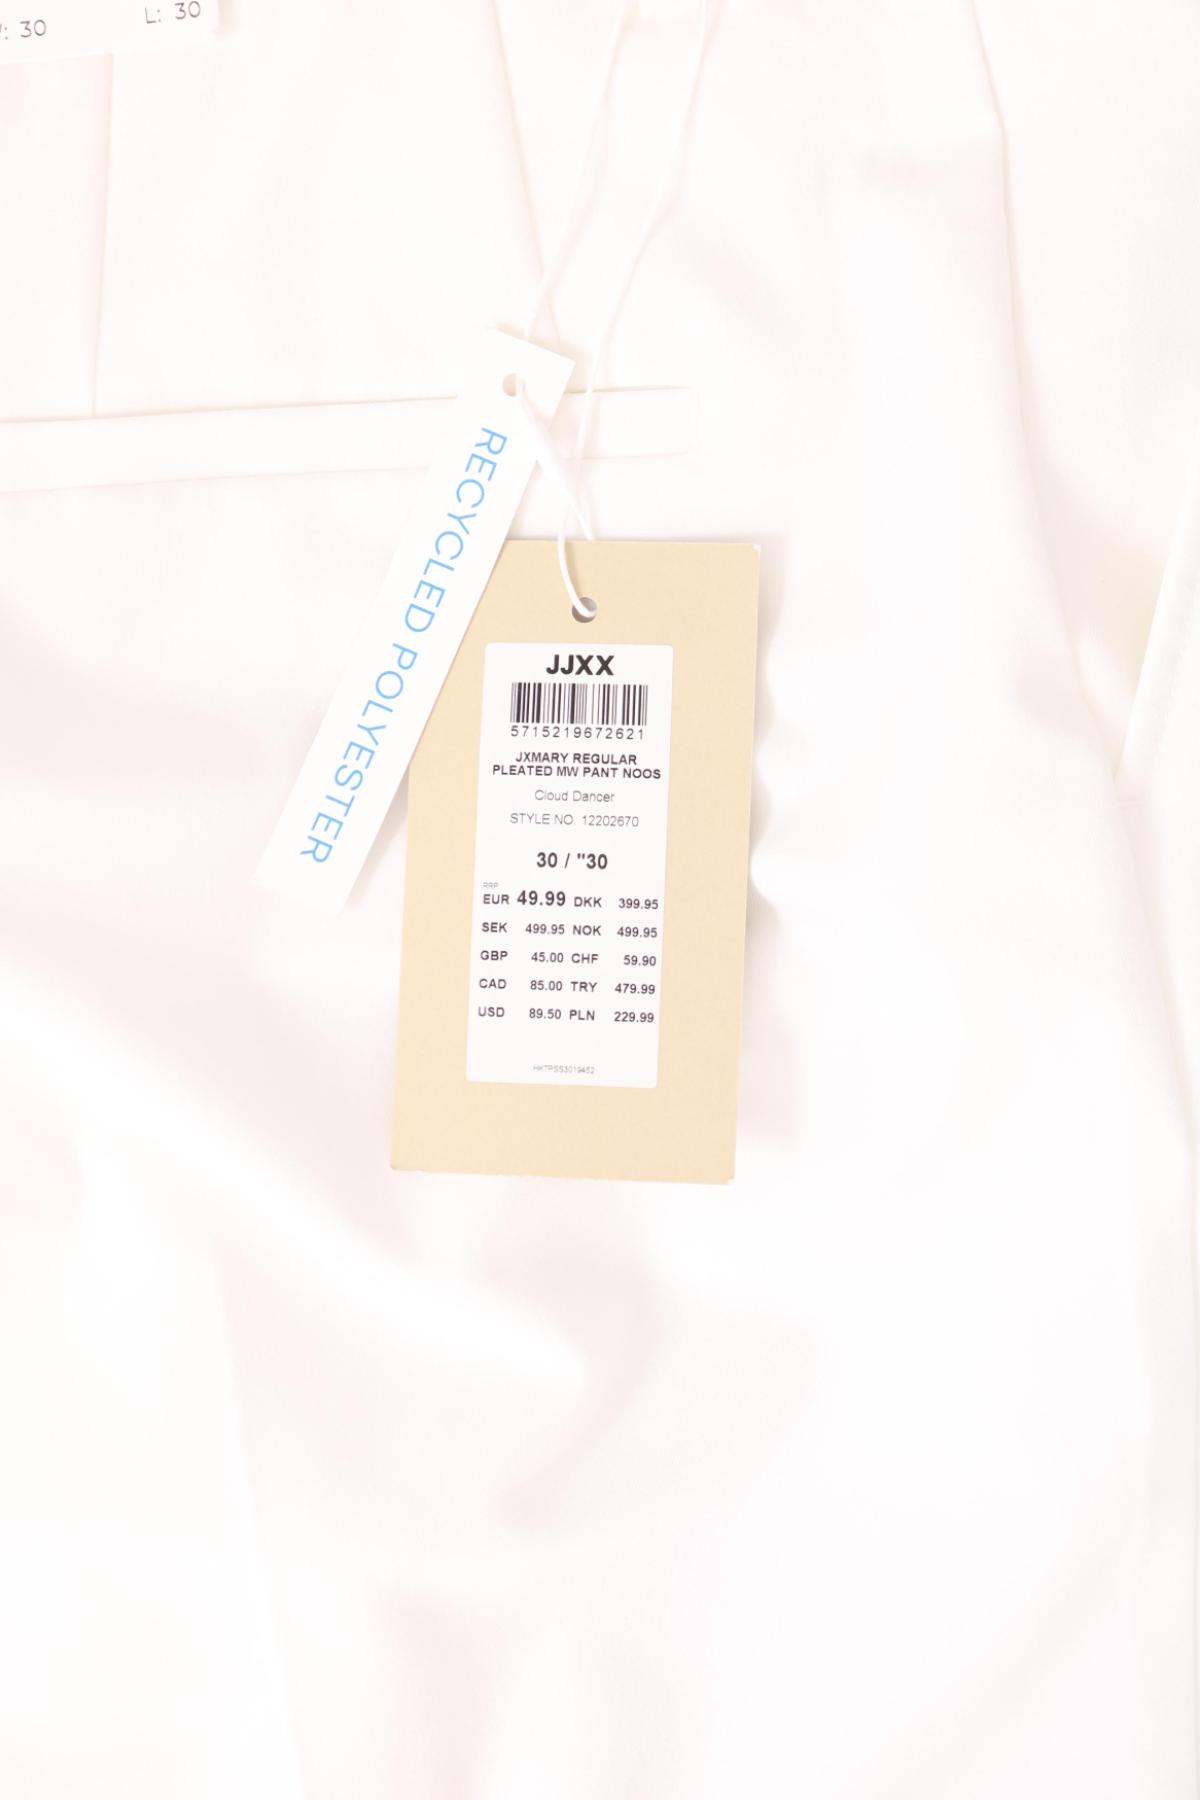 : 30
L: 30
RECYCLED POLYESTER
JJXX
5715219672621
JXMARY REGULAR
PLEATED MW PANT NOOS
Cloud Dancer
STYLE NO. 12202670
30 / "30
RRP
EUR 49.99 DKK 399.95
SEK 499.95 NOK 499.95
GBP 45.00 CHF 59.90
CAD 85.00 TRY 479.99
USD 89.50 PLN 229.99
HKTPSS3019452